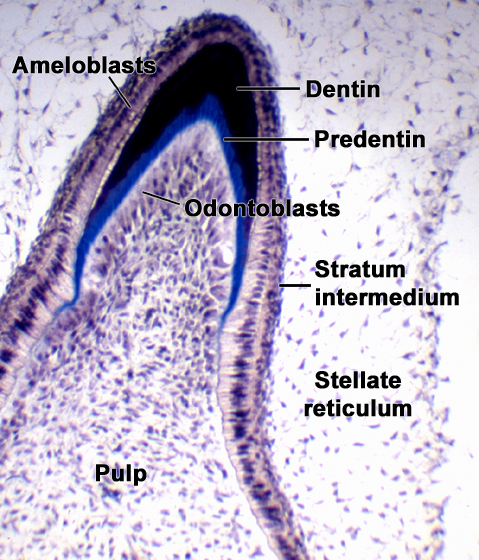 Ameloblasts
Dentin
Predentin
Odontoblasts
Stratum
intermedium
Stellate
reticulum
Pulp